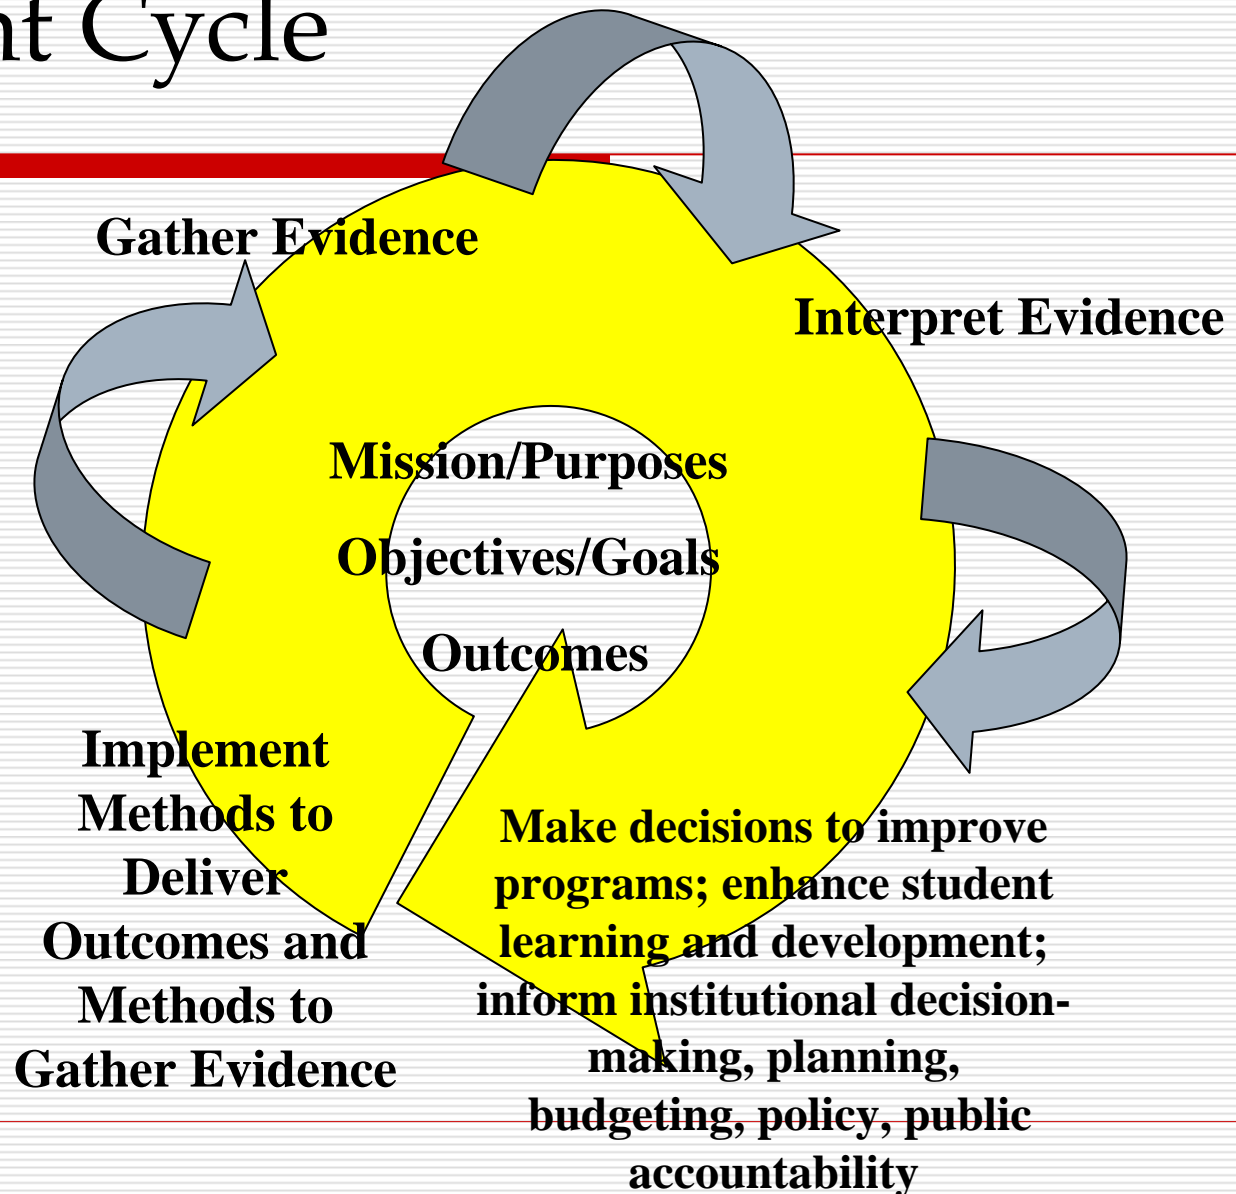 nt Cycle
Gather Evidence
Interpret Evidence
Mission/Purposes
Objectives/Goals
Outcomes
Implement
Methods to
Deliver
Outcomes and
Methods to
Gather Evidence
Make decisions to improve
programs; enhance student
learning and development;
inform institutional decision-
making, planning,
budgeting, policy, public
accountability